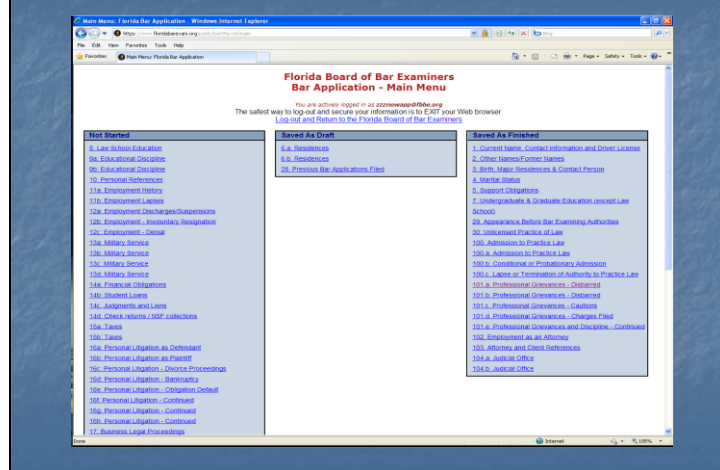 Main Menu: Florida Bar Application - Windows Internet Explorer
Bing
File Edit View Favorites Tools Help
Favorites Main Menu: Florida Bar Application
Page Safety Tools
Florida Board of Bar Examiners
Bar Application - Main Menu
You are actively logged in as zzznewapp@fbbe.org
The safest way to log-out and secure your information is to EXIT your Web browser.
Log-out and Return to the Florida Board of Bar Examiners
Not Started
8. Law School Education
9a. Educational Discipline
9b. Educational Discipline
10. Personal References
11a. Employment History
11b. Employment Lapses
12a. Employment Discharges/Suspensions
12b. Employment - Involuntary Resignation
12c. Employment - Denial
13a. Military Service
13b. Military Service
13c. Military Service
13d. Military Service
14a. Financial Obligations
14b. Student Loans
14c. Judgments and Liens
14d. Check returns / NSF collections
15a. Taxes
15b. Taxes
16a. Personal Litigation as Defendant
16b. Personal Litigation as Plaintiff
16c. Personal Litigation - Divorce Proceedings
16d. Personal Litigation - Bankruptcy
16e. Personal Litigation - Obligation Default
16f. Personal Litigation - Continued
16g. Personal Litigation - Continued
16h. Personal Litigation - Continued
17. Business Legal Proceedings
Saved As Draft
6.a. Residences
6.b. Residences
28. Previous Bar Applications Filed
Saved As Finished
1. Current Name, Contact Information and Driver License
2. Other Names/Former Names
3. Birth, Major Residences & Contact Person
4. Marital Status
5. Support Obligations
7. Undergraduate & Graduate Education (except Law
School)
29. Appearance Before Bar Examining Authorities
30. Unlicensed Practice of Law
100. Admission to Practice Law
100.a. Admission to Practice Law
100.b. Conditional or Probationary Admission
100.c. Lapse or Termination of Authority to Practice Law
101.a. Professional Grievances - Disbarred
101.b. Professional Grievances - Disbarred
101.c. Professional Grievances - Cautions
101.d. Professional Grievances - Charges Filed
101.e. Professional Grievances and Discipline - Continued
102. Employment as an Attorney
103. Attorney and Client References
104.a. Judicial Office
104.b. Judicial Office
Done Internet 105%